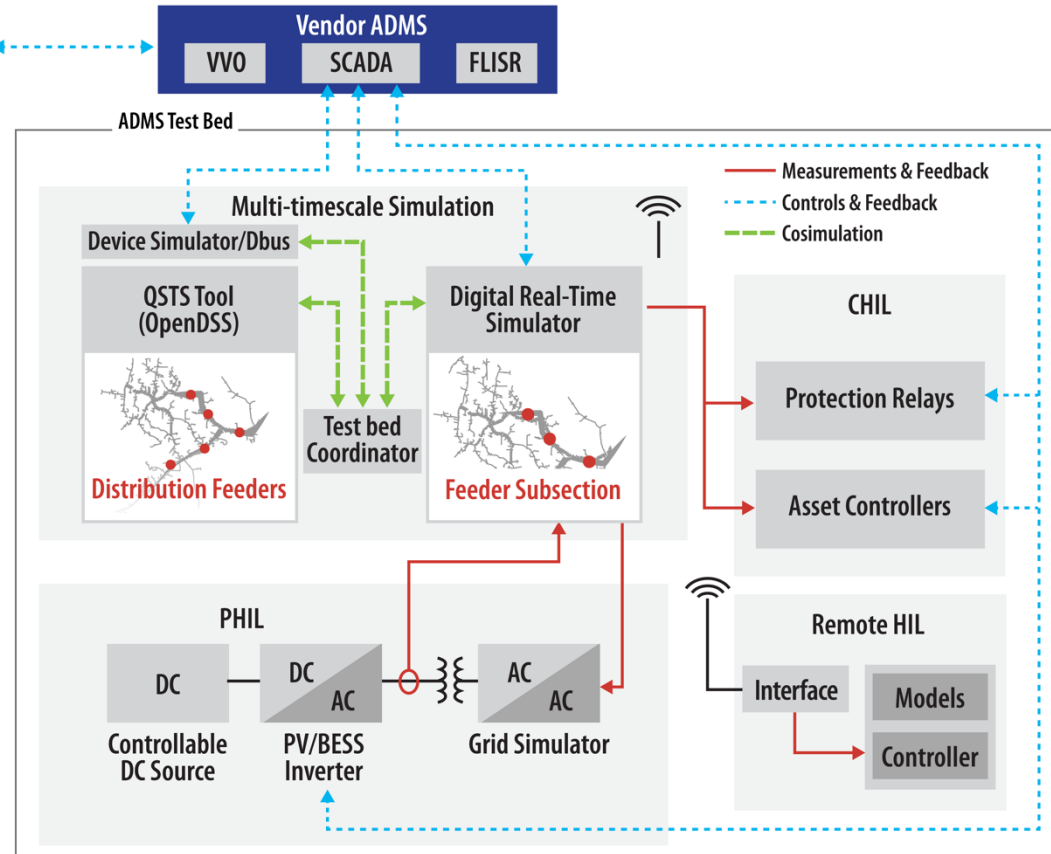 Vendor ADMS
VVO
SCADA
FLISR
ADMS Test Bed
Measurements & Feedback
Controls & Feedback
Cosimulation
Multi-timescale Simulation
Device Simulator/Dbus
QSTS Tool
(OpenDSS)
Distribution Feeders
Test bed
Coordinator
Digital Real-Time
Simulator
Feeder Subsection
CHIL
Protection Relays
Asset Controllers
PHIL
DC
Controllable
DC Source
DC
AC
PV/BESS
Inverter
AC
AC
Grid Simulator
Remote HIL
Interface
Models
Controller